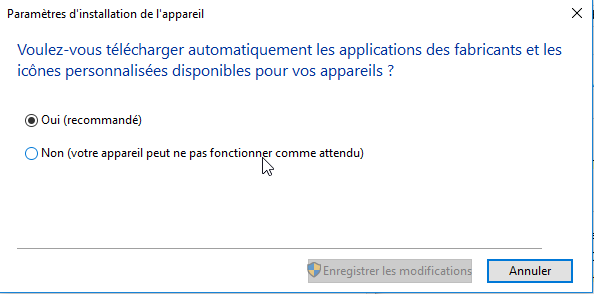 Paramètres d'installation de l'appareil
Voulez-vous télécharger automatiquement les applications des fabricants et les
icônes personnalisées disponibles pour vos appareils ?
Oui (recommandé)
Non (votre appareil peut ne pas fonctionner comme attendu)
Enregistrer les modifications
Annuler